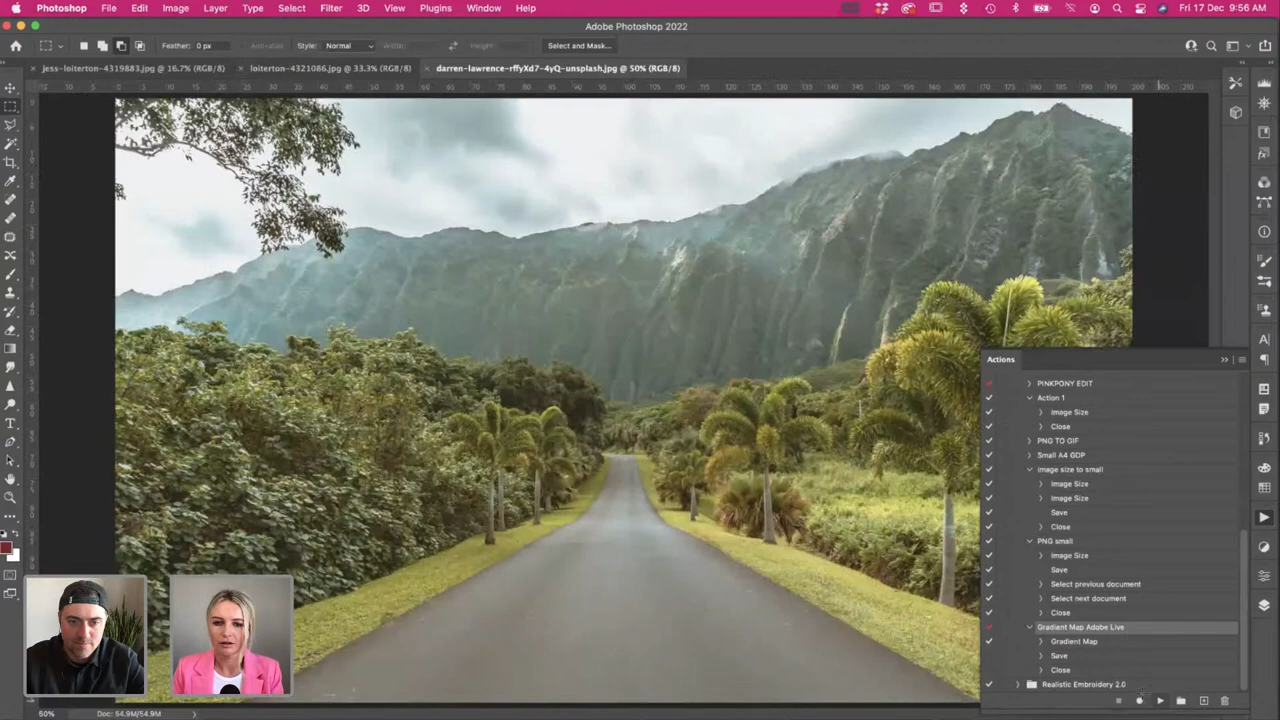 Photoshop File Edit Image Layer Type Select Filter 3D View Plugins Window Help Fri 17 Dec 9:56 AM
Adobe Photoshop 2022
Feather: 0 px Anti-alias Style: Normal Width: Height: Select and Mask...
jess-loiterton-4319883.jpg @ 16.7% (RGB/8) loiterton-4321086.jpg @ 33.3% (RGB/8) darren-lawrence-rffyXd7-4yQ-unsplash.jpg @ 50% (RGB/8)
Actions
PINKPONY EDIT
Action 1
Image Size
Close
PNG TO GIF
Small A4 GDP
image size to small
Image Size
Image Size
Save
Close
PNG small
Image Size
Save
Select previous document
Select next document
Close
Gradient Map Adobe Live
Gradient Map
Save
Close
Realistic Embroidery 2.0
50% Doc: 54.9M/54.9M